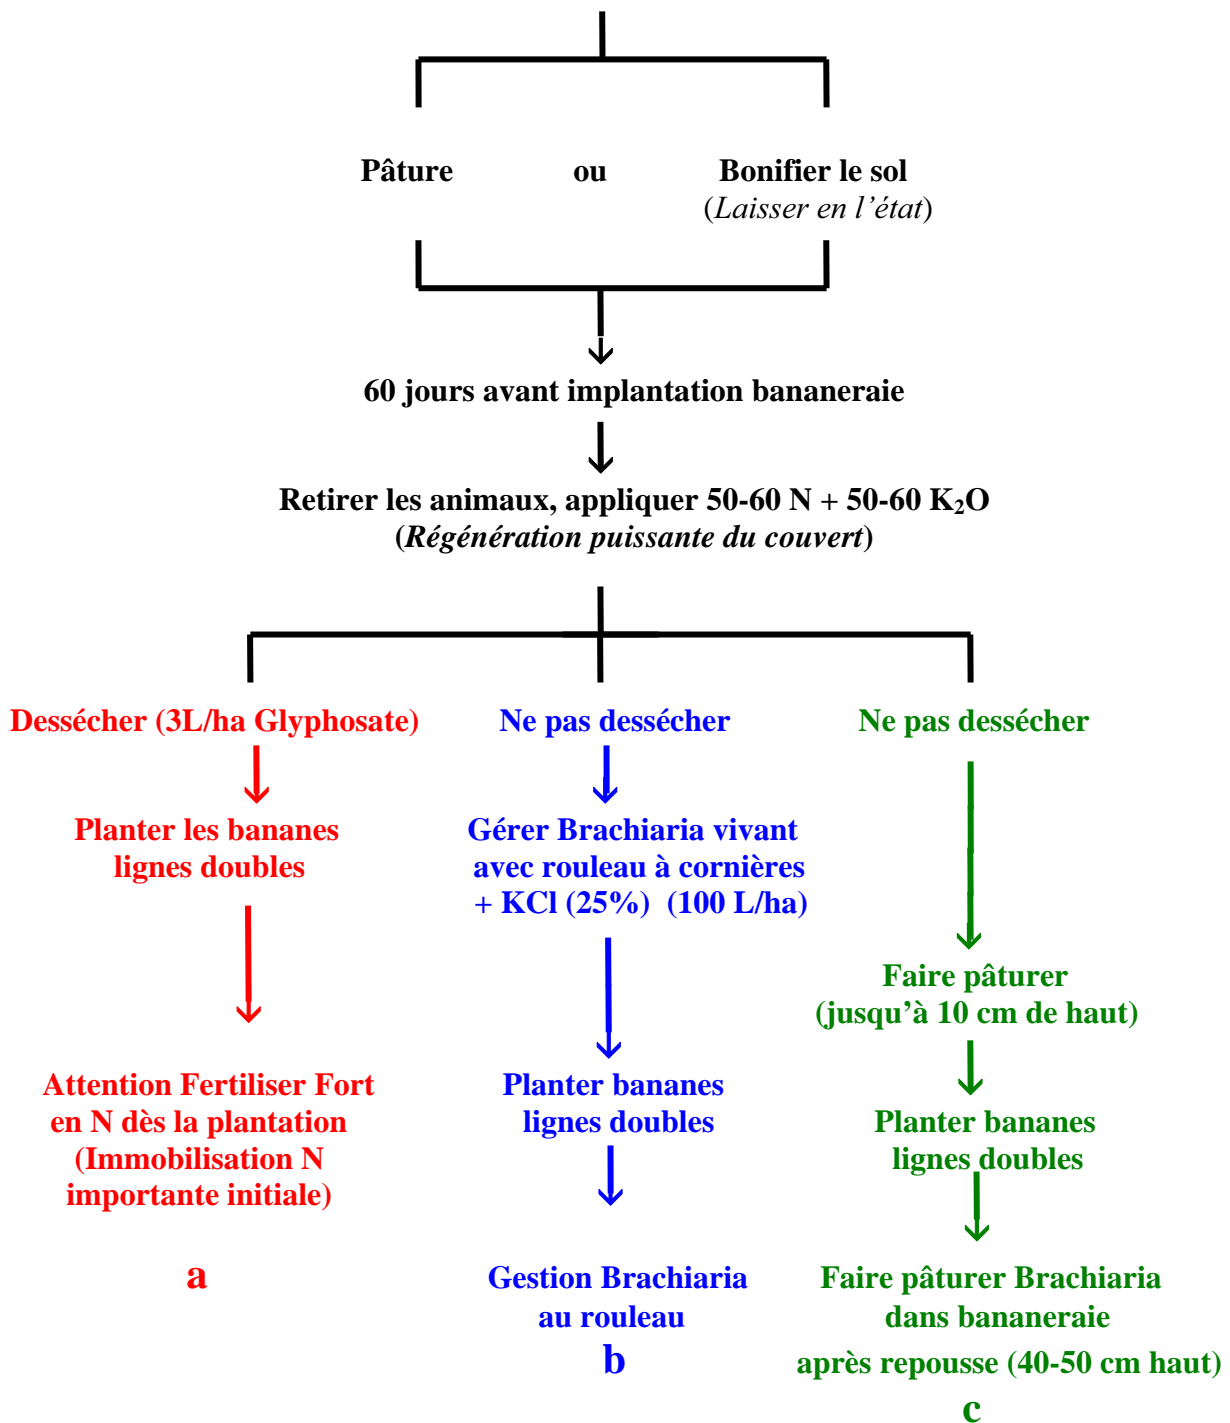 Pâture ou Bonifier le sol
(Laisser en l’état)
60 jours avant implantation bananeraie
Retirer les animaux, appliquer 50-60 N + 50-60 K₂O
(Régénération puissante du couvert)
Dessécher (3L/ha Glyphosate)
Planter les bananes
lignes doubles
Attention Fertiliser Fort
en N dès la plantation
(Immobilisation N
importante initiale)
a
Ne pas dessécher
Gérer Brachiaria vivant
avec rouleau à cornières
+ KCl (25%) (100 L/ha)
Planter bananes
lignes doubles
Gestion Brachiaria
au rouleau
b
Ne pas dessécher
Faire pâturer
(jusqu’à 10 cm de haut)
Planter bananes
lignes doubles
Faire pâturer Brachiaria
dans bananeraie
après repousse (40-50 cm haut)
c